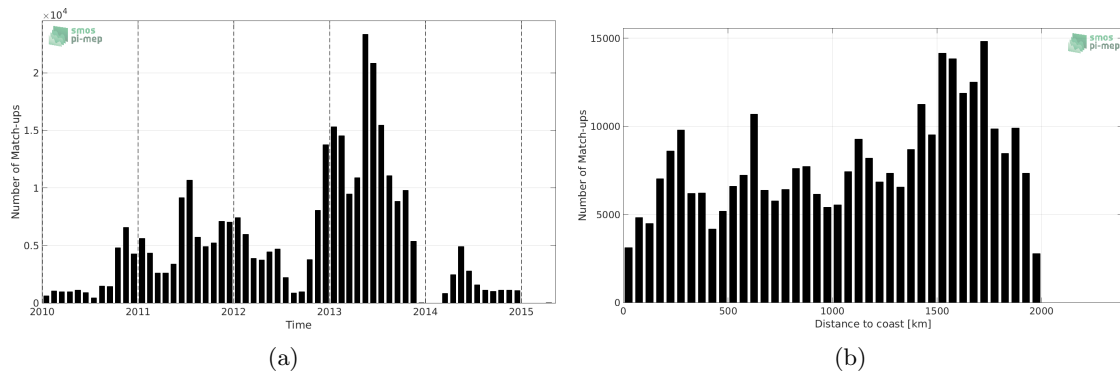 ×10⁴
smos
pi-mep
Number of Match-ups
2
1.5
1
0.5
0
2010 2011 2012 2013 2014 2015
Time
(a)
smos
pi-mep
Number of Match-ups
15000
10000
5000
0
0 500 1000 1500 2000
Distance to coast [km]
(b)